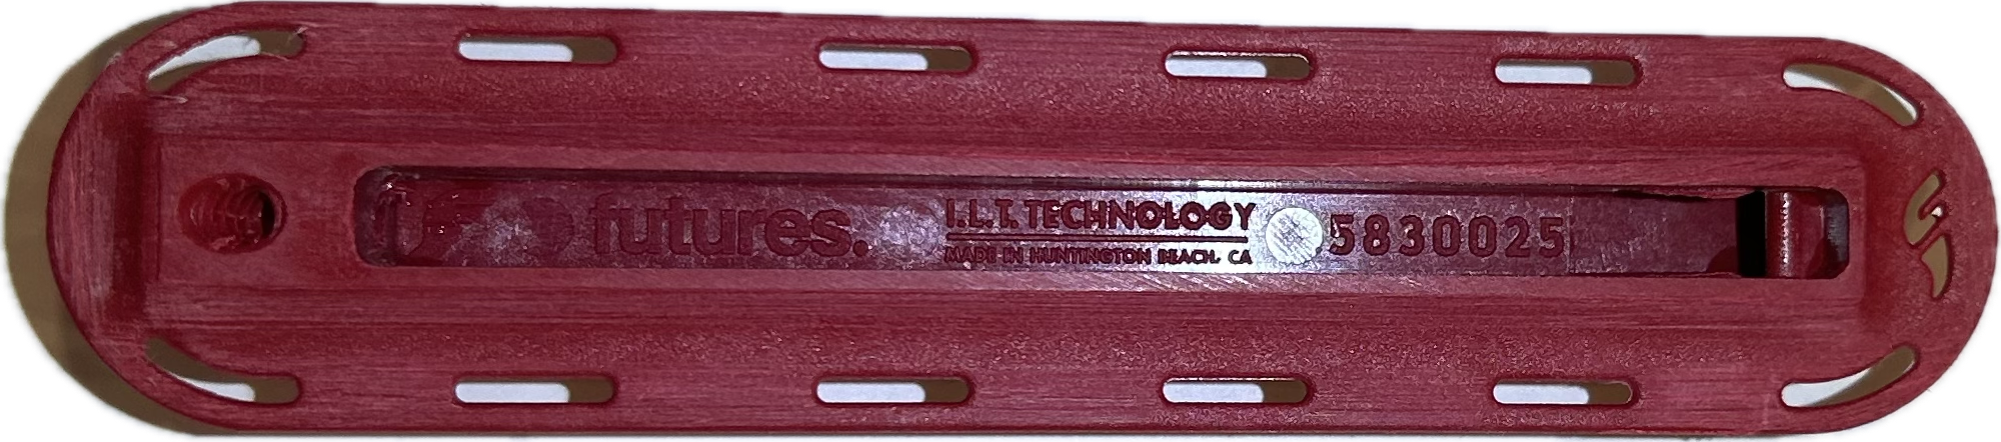 futures.
I.L.T. TECHNOLOGY
MADE IN HUNTINGTON BEACH, CA
5830025